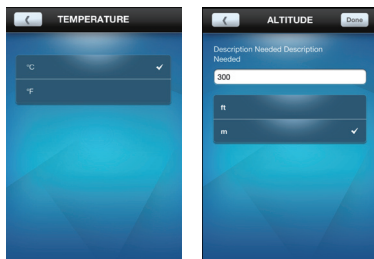 TEMPERATURE
°C
°F
ALTITUDE
Done
Description Needed Description
Needed
300
ft
m